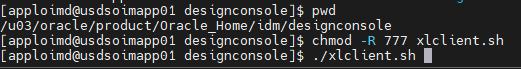 [apploimd@usdsoimapp01 designconsole]$ pwd
/u03/oracle/product/Oracle_Home/idm/designconsole
[apploimd@usdsoimapp01 designconsole]$ chmod -R 777 xlclient.sh
[apploimd@usdsoimapp01 designconsole]$ ./xlclient.sh